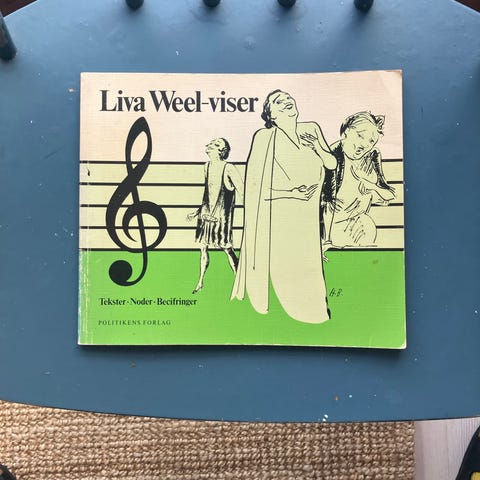 Liva Weel-viser
H.B.
Tekster · Noder · Becifringer
POLITIKENS FORLAG